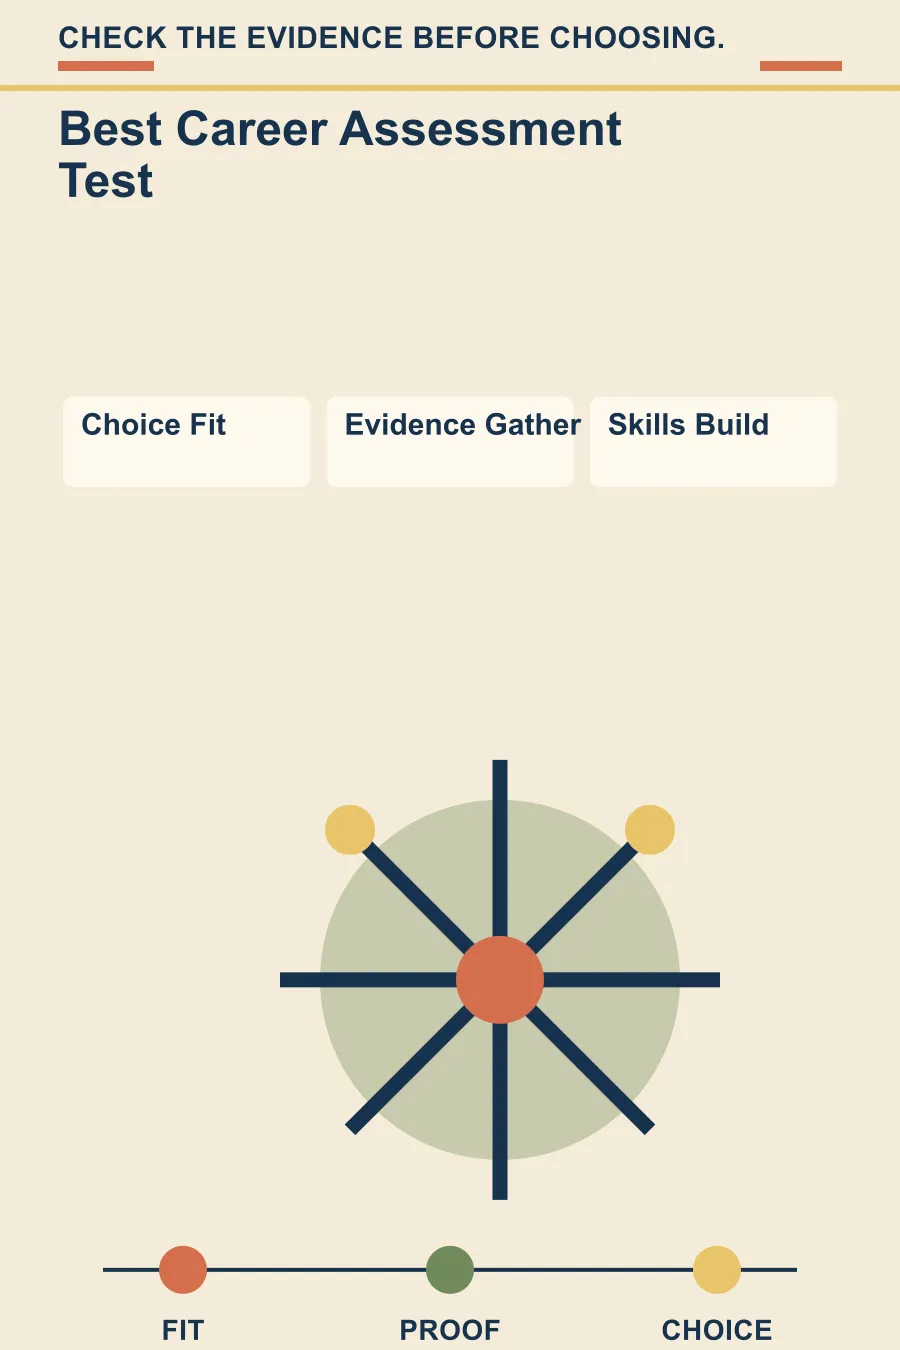 CHECK THE EVIDENCE BEFORE CHOOSING.
Best Career Assessment
Test
Choice Fit
Evidence Gather
Skills Build
FIT
PROOF
CHOICE